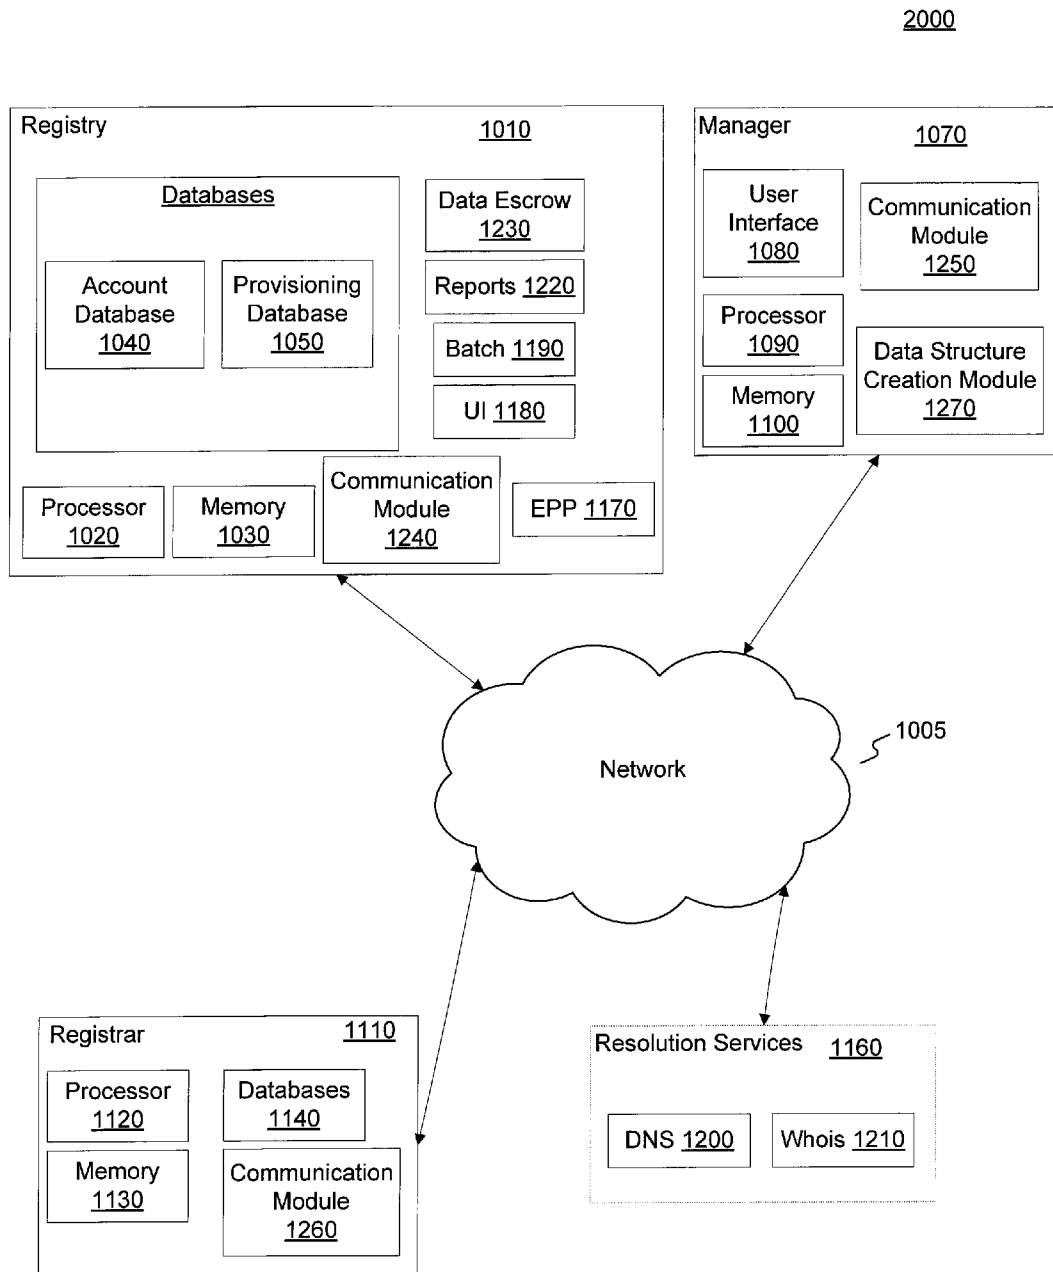 2000
Registry 1010
Databases
Account
Database
1040
Provisioning
Database
1050
Data Escrow
1230
Reports 1220
Batch 1190
UI 1180
Processor
1020
Memory
1030
Communication
Module
1240
EPP 1170
Manager 1070
User
Interface
1080
Communication
Module
1250
Processor
1090
Memory
1100
Data Structure
Creation Module
1270
Network
1005
Registrar 1110
Processor
1120
Databases
1140
Memory
1130
Communication
Module
1260
Resolution Services 1160
DNS 1200
Whois 1210